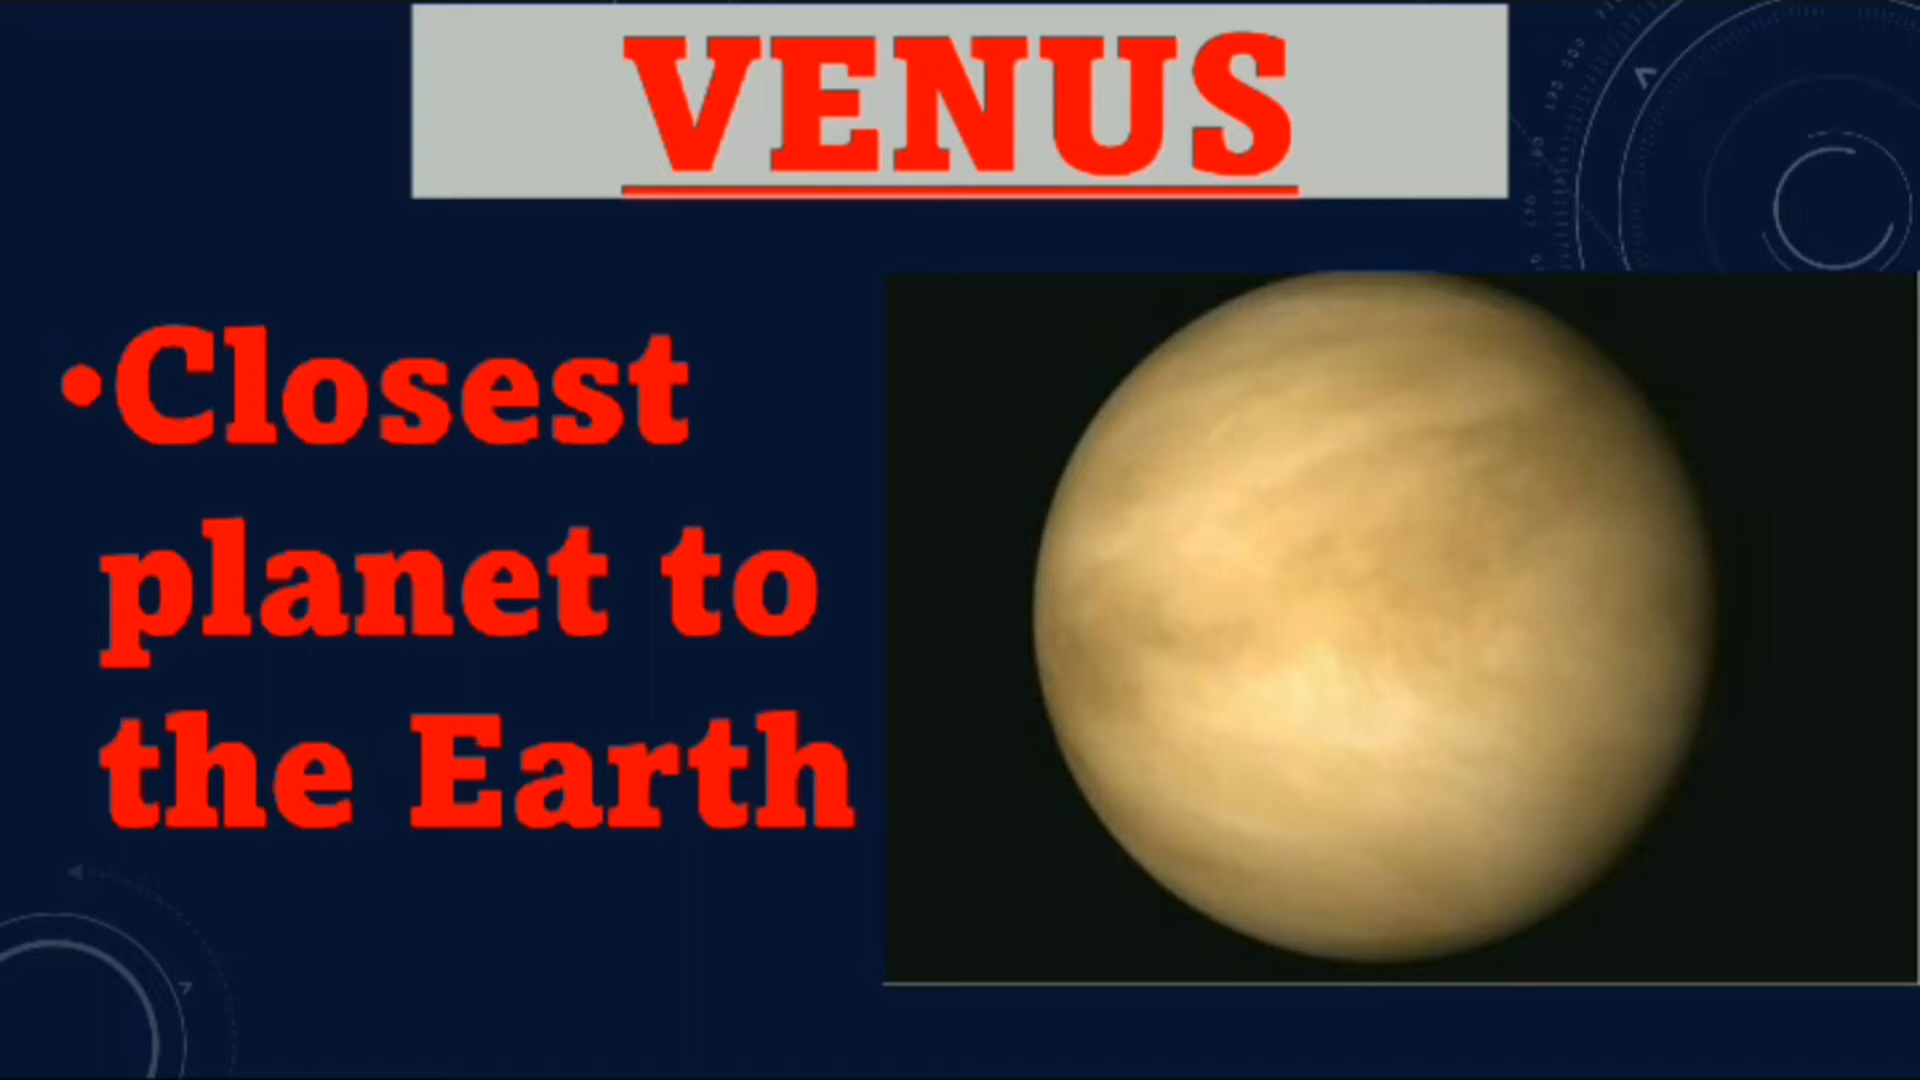 VENUS
•Closest
planet to
the Earth